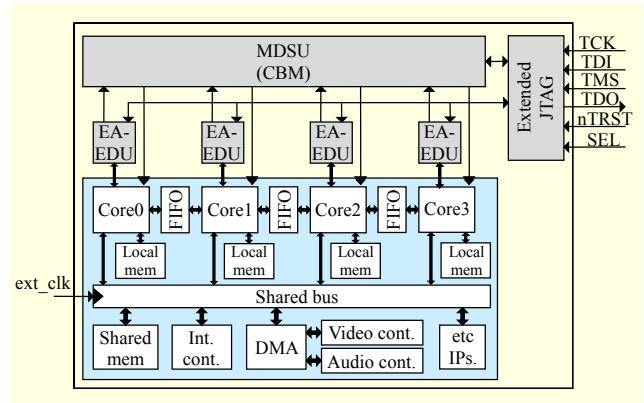 MDSU
(CBM)
Extended
JTAG
TCK
TDI
TMS
TDO
nTRST
SEL
EA-
EDU
EA-
EDU
EA-
EDU
EA-
EDU
Core0
FIFO
Core1
FIFO
Core2
FIFO
Core3
Local
mem
Local
mem
Local
mem
Local
mem
ext_clk
Shared bus
Shared
mem
Int.
cont.
DMA
Video cont.
Audio cont.
etc
IPs.